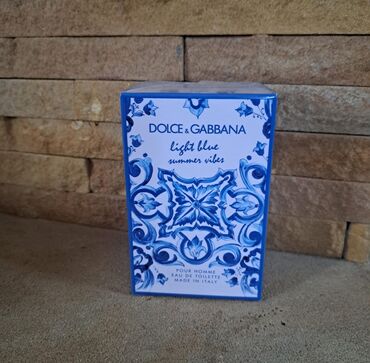 DOLCE & GABBANA
light blue
summer vibes
POUR HOMME
EAU DE TOILETTE
MADE IN ITALY